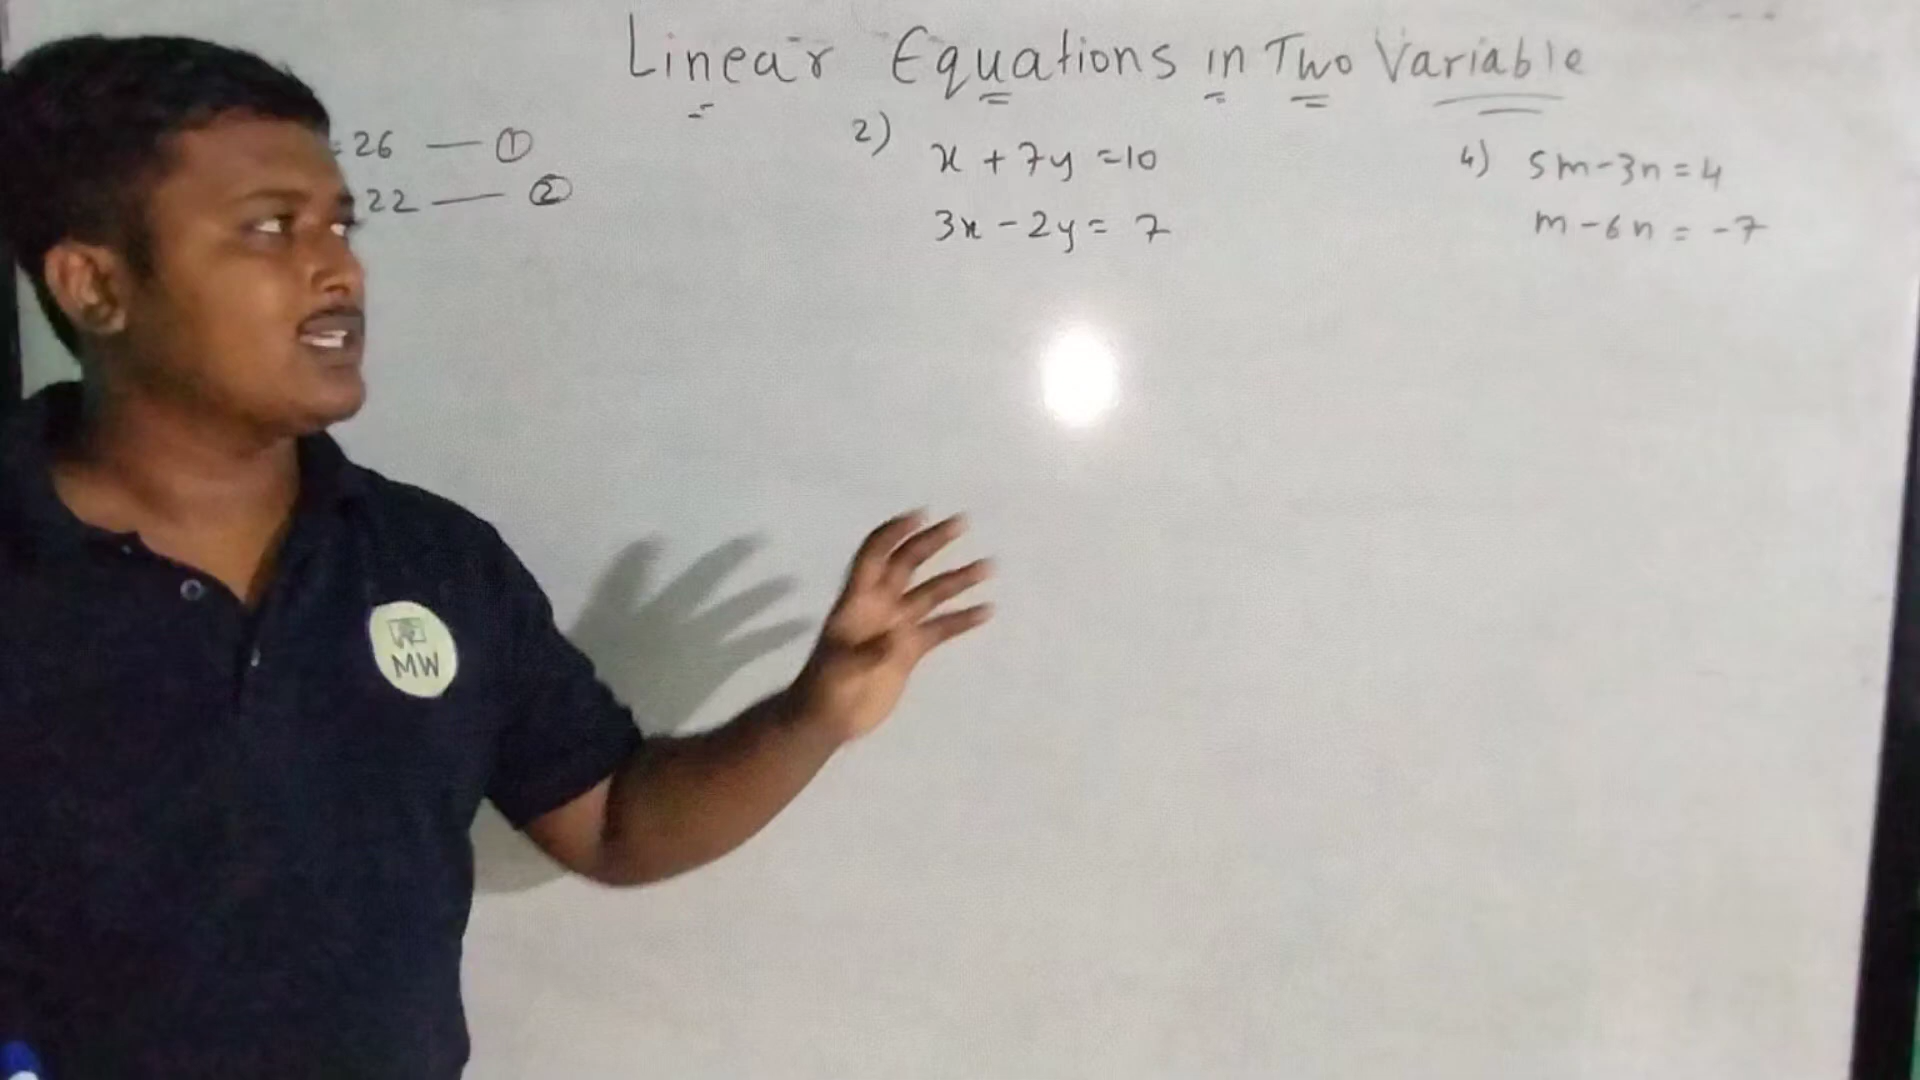 Linear Equations in Two Variable
=26 — ①
22 — ②
2)
x + 7y = 10
3x - 2y = 7
4) 5m - 3n = 4
m - 6n = -7
MW